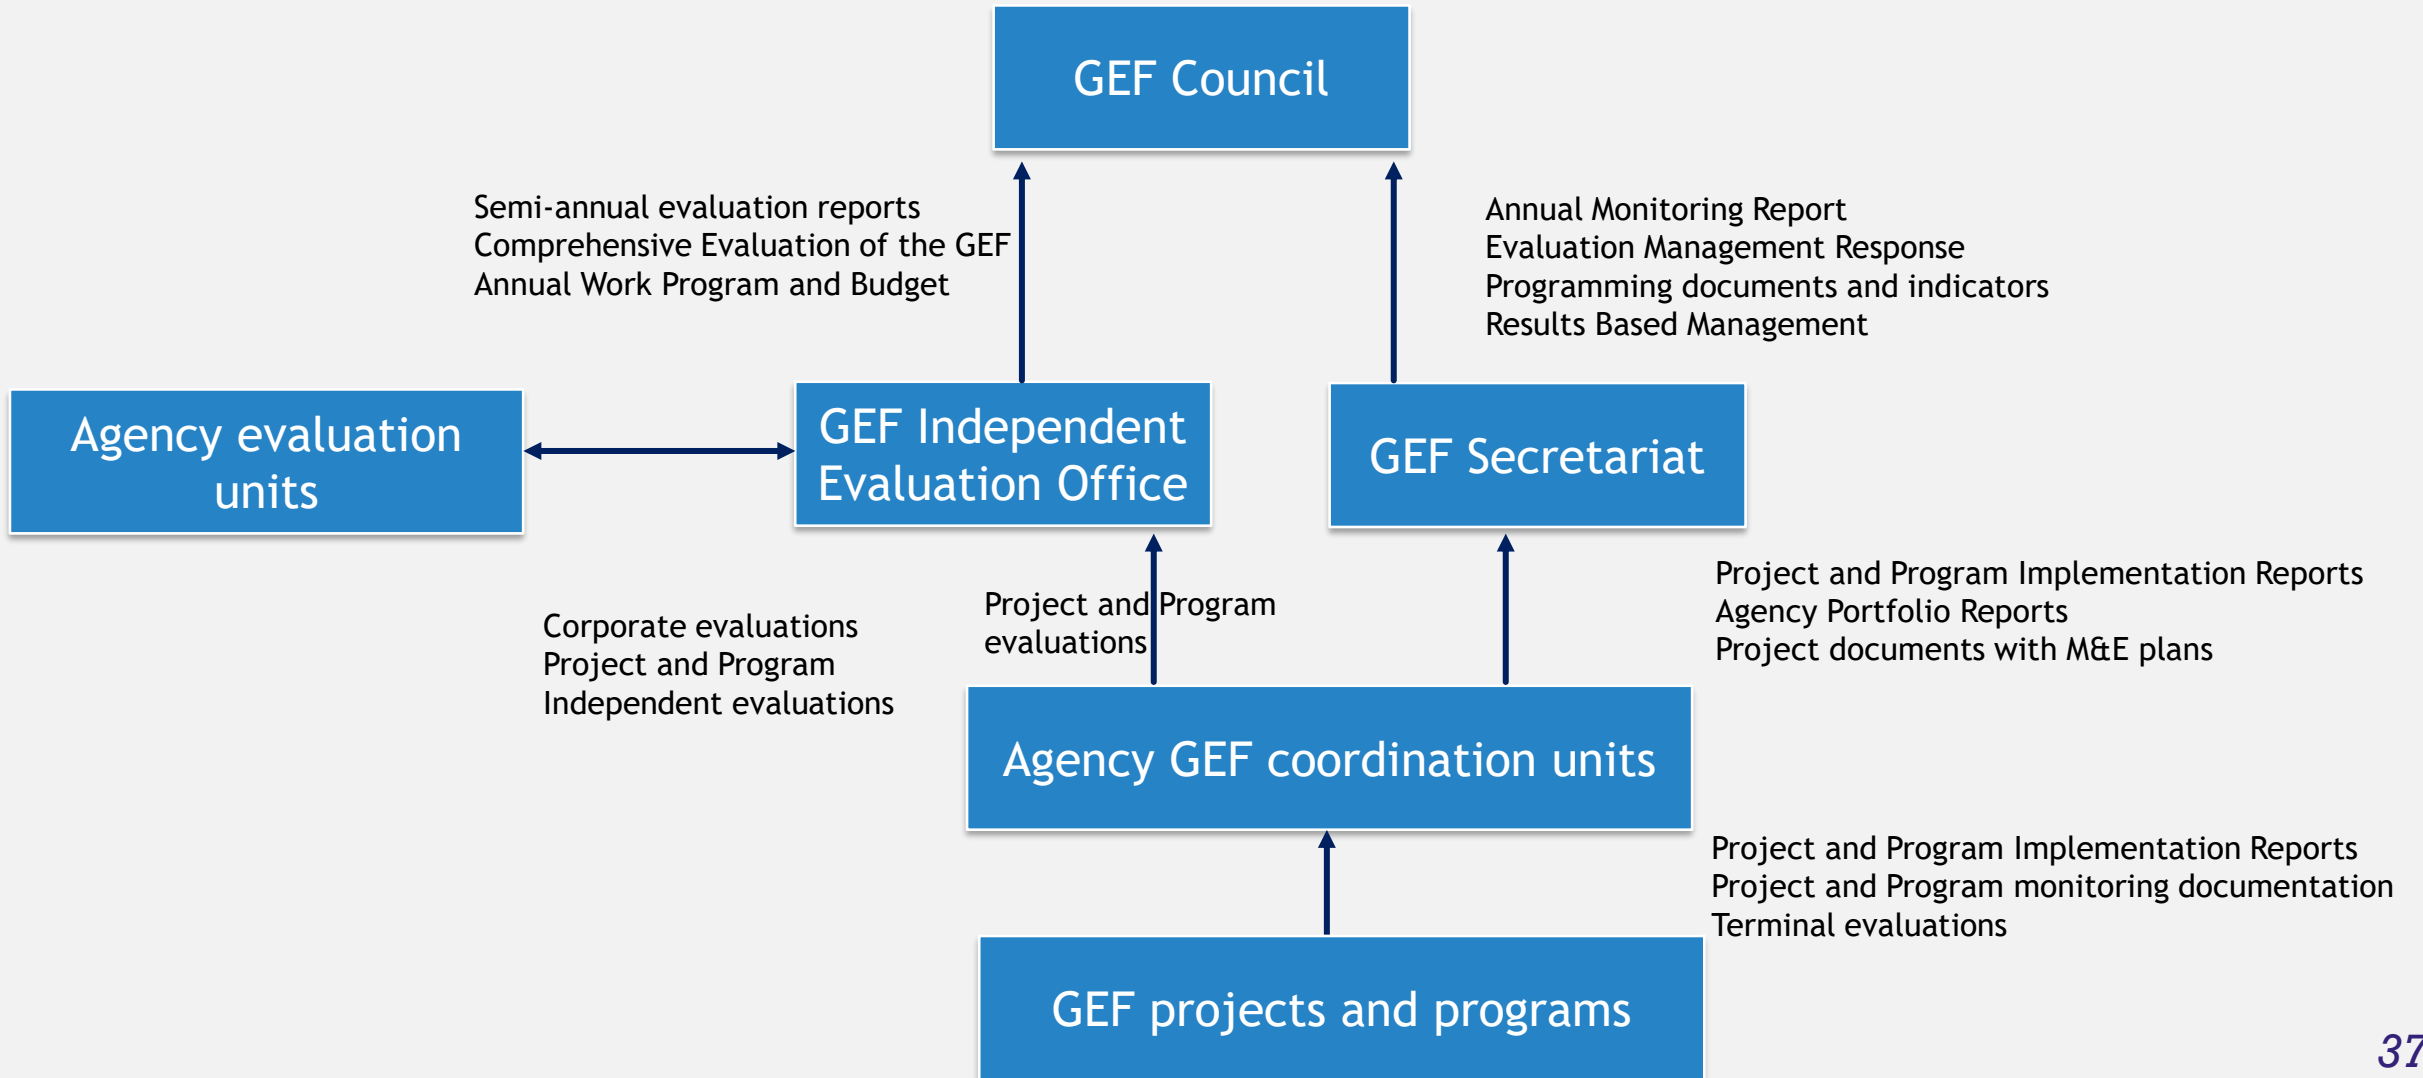 GEF Council
Semi-annual evaluation reports
Comprehensive Evaluation of the GEF
Annual Work Program and Budget
Annual Monitoring Report
Evaluation Management Response
Programming documents and indicators
Results Based Management
Agency evaluation
units
GEF Independent
Evaluation Office
GEF Secretariat
Corporate evaluations
Project and Program
Independent evaluations
Project and Program
evaluations
Project and Program Implementation Reports
Agency Portfolio Reports
Project documents with M&E plans
Agency GEF coordination units
Project and Program Implementation Reports
Project and Program monitoring documentation
Terminal evaluations
GEF projects and programs
37